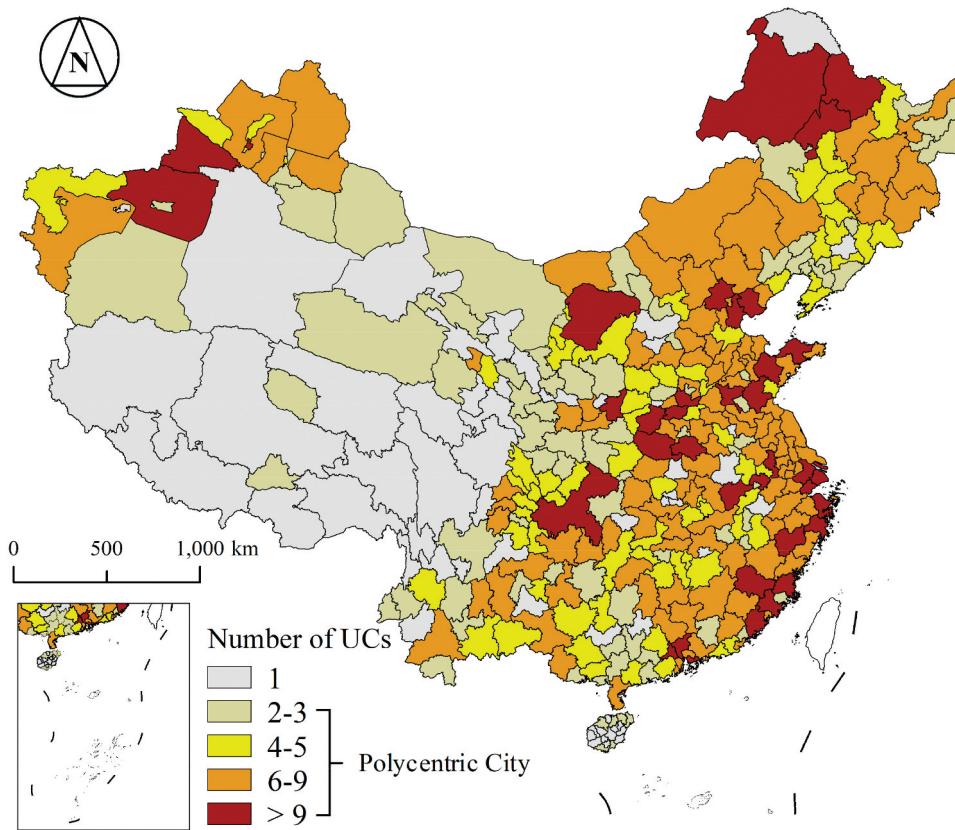 N
0 500 1,000 km
Number of UCs
1
2-3
4-5
6-9
> 9
Polycentric City